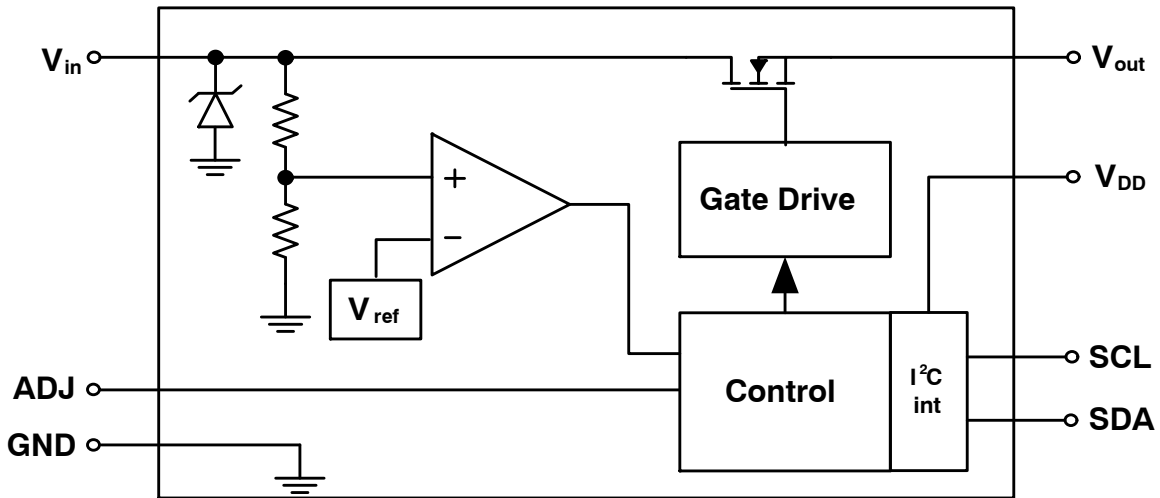 Vin
Vout
+
−
Gate Drive
VDD
Vref
ADJ
Control
I²C
int
SCL
SDA
GND